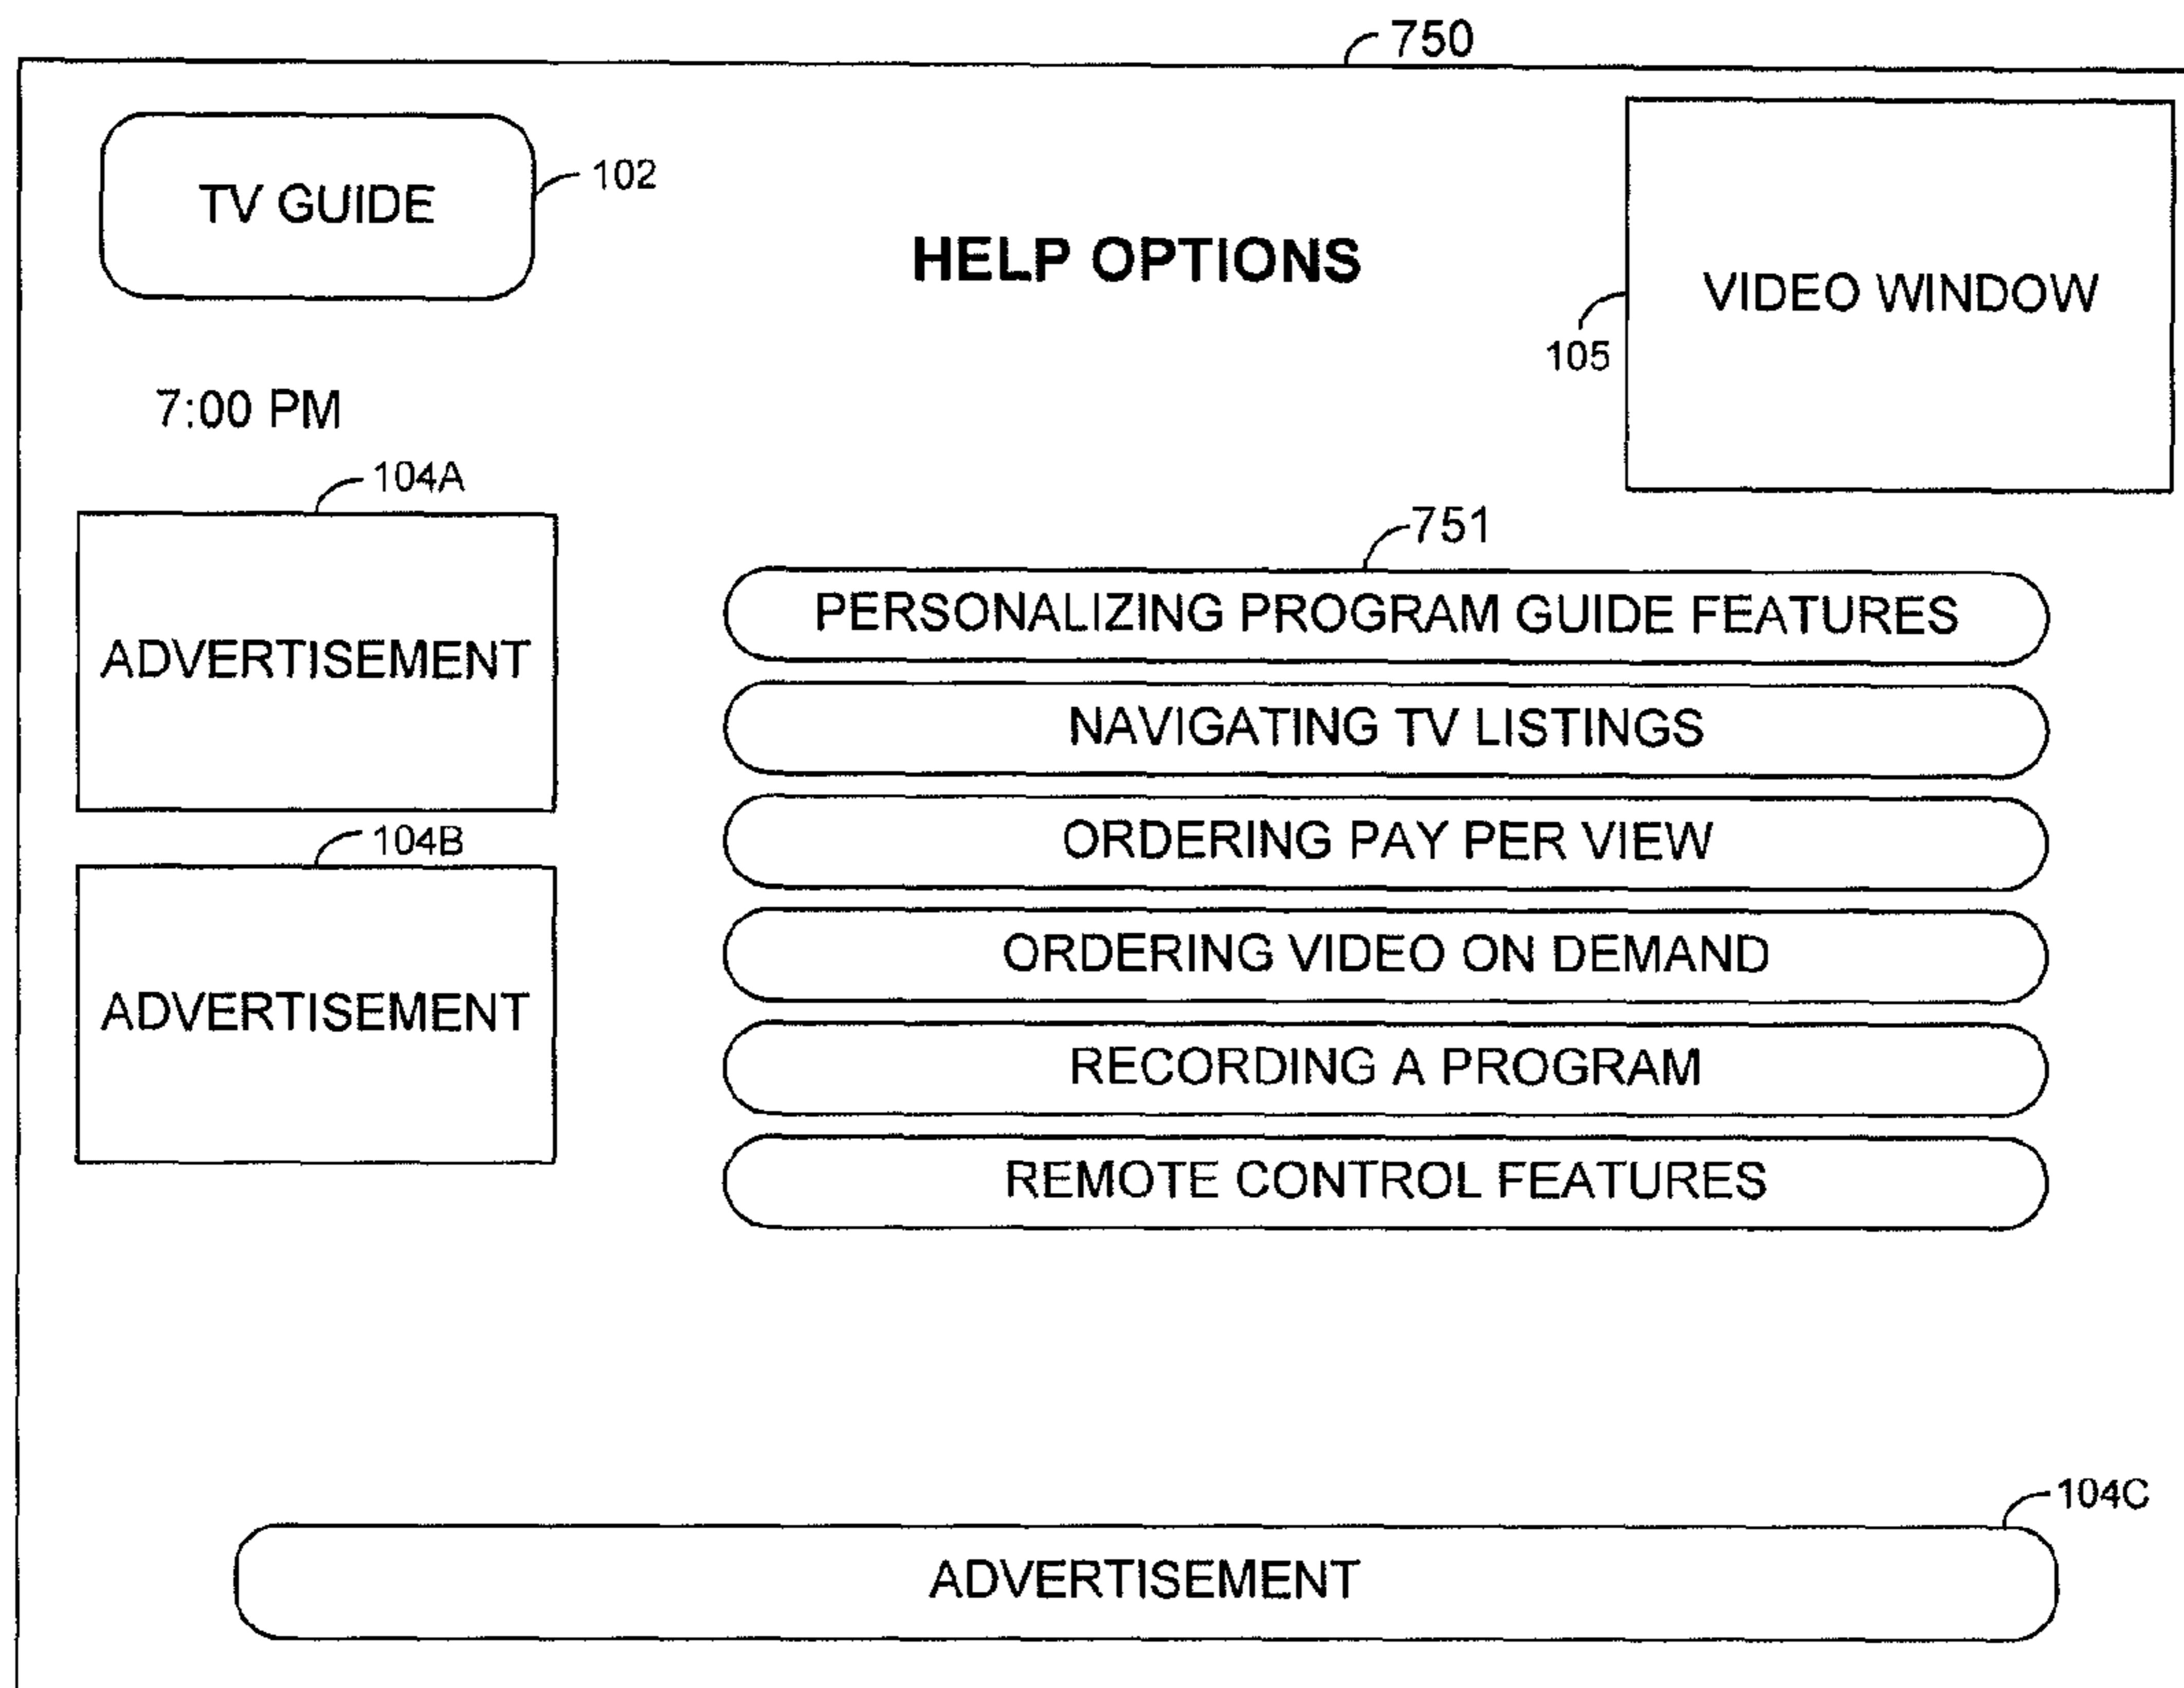 750
TV GUIDE
102
HELP OPTIONS
VIDEO WINDOW
105
7:00 PM
104A
ADVERTISEMENT
751
PERSONALIZING PROGRAM GUIDE FEATURES
NAVIGATING TV LISTINGS
104B
ORDERING PAY PER VIEW
ADVERTISEMENT
ORDERING VIDEO ON DEMAND
RECORDING A PROGRAM
REMOTE CONTROL FEATURES
104C
ADVERTISEMENT